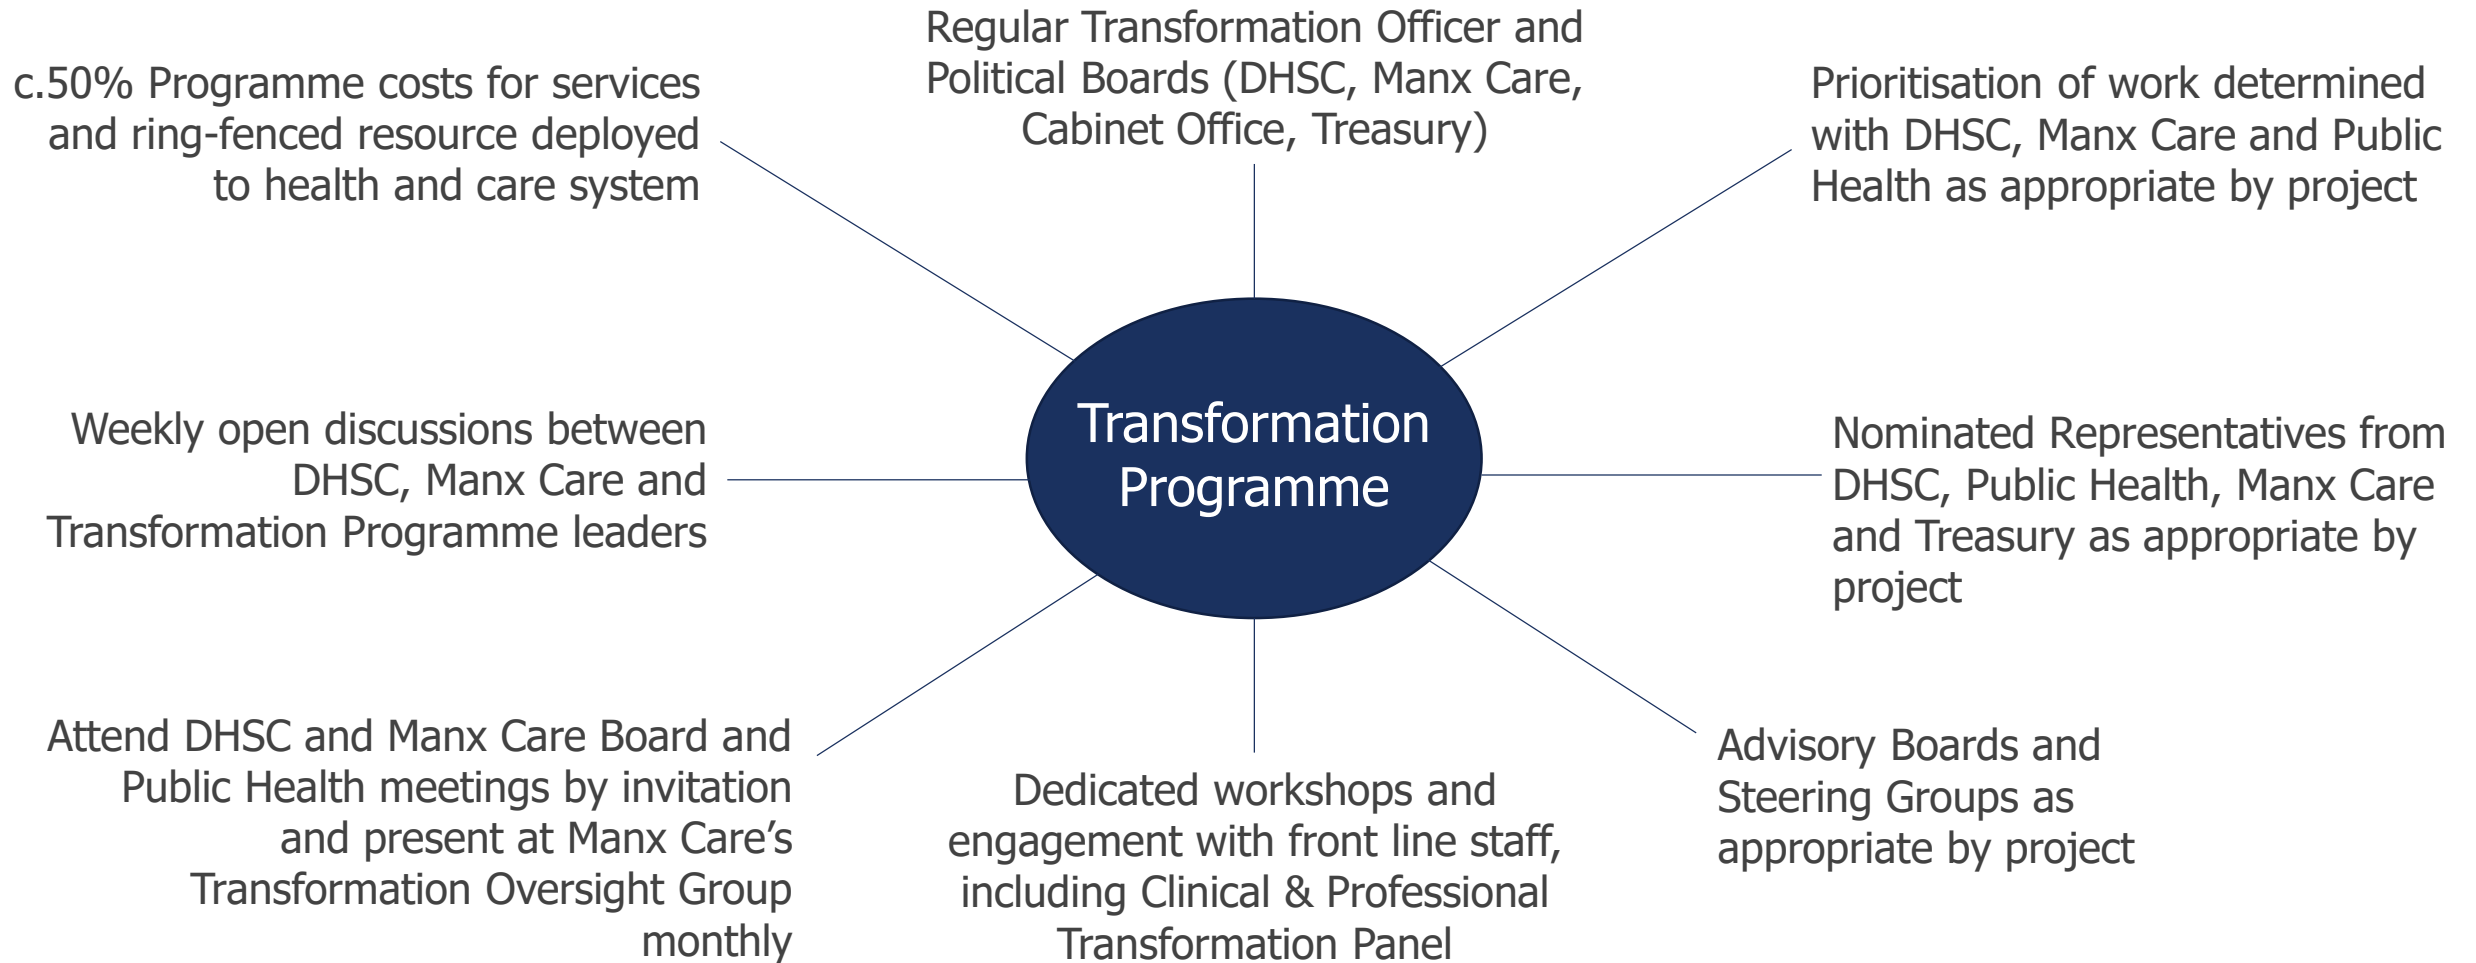 Regular Transformation Officer and
Political Boards (DHSC, Manx Care,
Cabinet Office, Treasury)
c.50% Programme costs for services
and ring-fenced resource deployed
to health and care system
Prioritisation of work determined
with DHSC, Manx Care and Public
Health as appropriate by project
Transformation
Programme
Weekly open discussions between
DHSC, Manx Care and
Transformation Programme leaders
Nominated Representatives from
DHSC, Public Health, Manx Care
and Treasury as appropriate by
project
Attend DHSC and Manx Care Board and
Public Health meetings by invitation
and present at Manx Care’s
Transformation Oversight Group
monthly
Dedicated workshops and
engagement with front line staff,
including Clinical & Professional
Transformation Panel
Advisory Boards and
Steering Groups as
appropriate by project